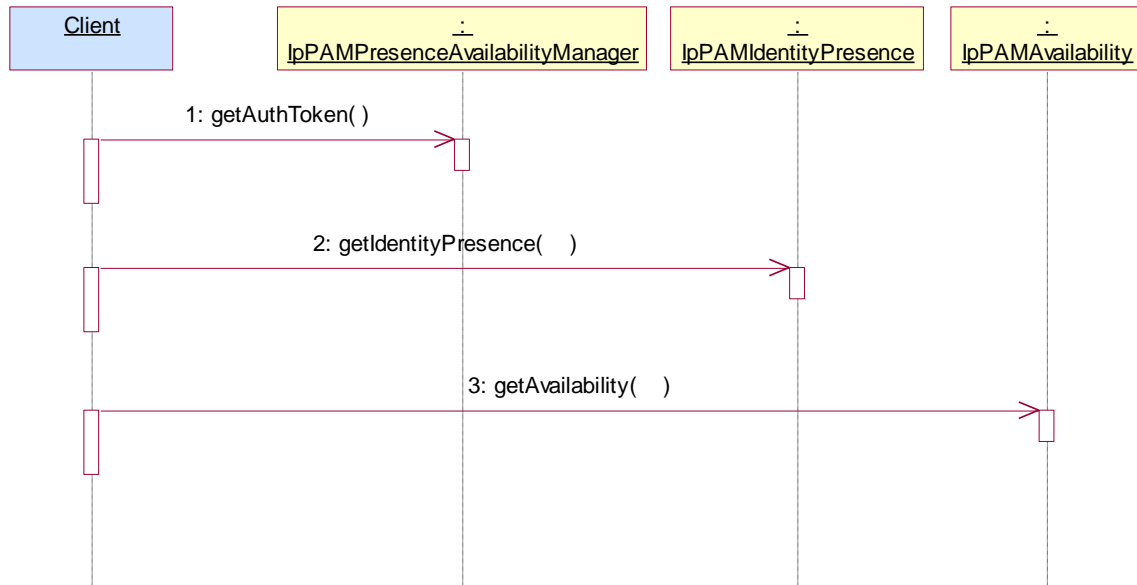 Client
:
IpPAMPresenceAvailabilityManager
:
IpPAMIdentityPresence
:
IpPAMAvailability
1: getAuthToken( )
2: getIdentityPresence(    )
3: getAvailability(    )